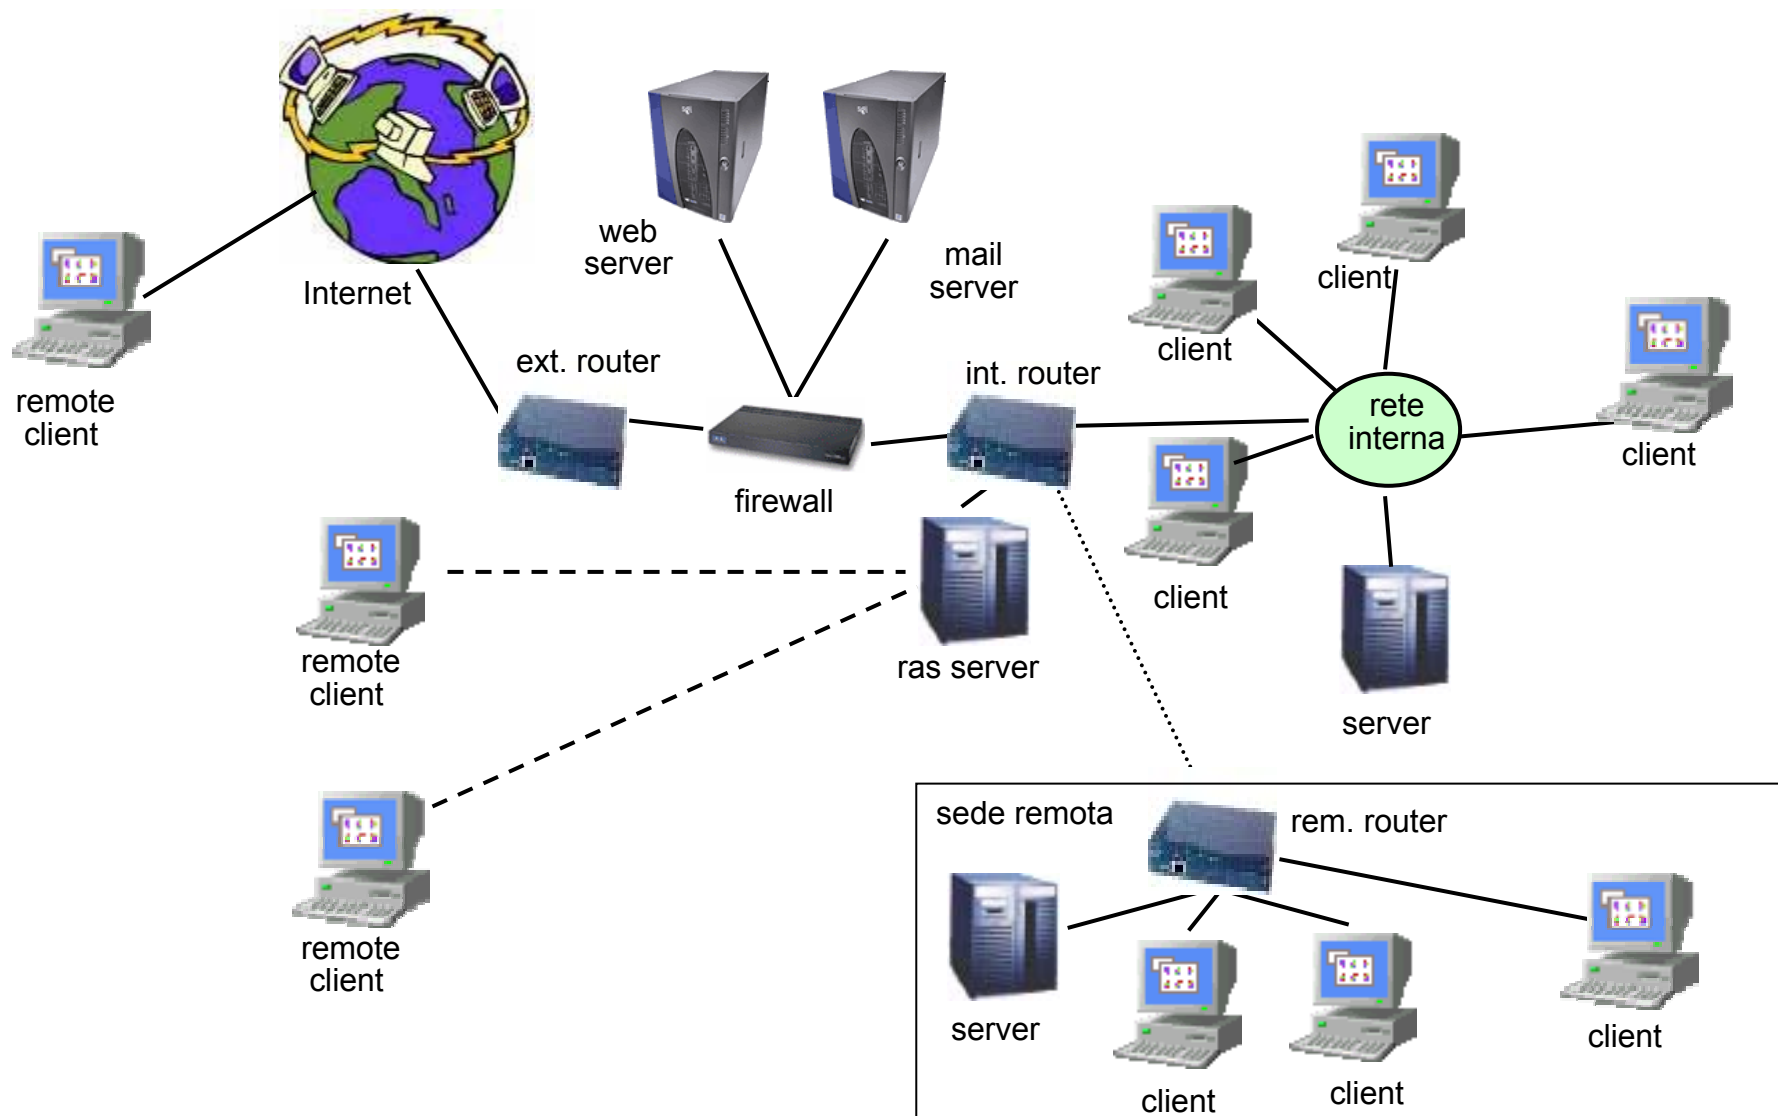 web
server
mail
server
Internet
client
client
ext. router
int. router
remote
client
rete
interna
client
firewall
client
remote
client
ras server
server
sede remota
rem. router
remote
client
server
client
client
client